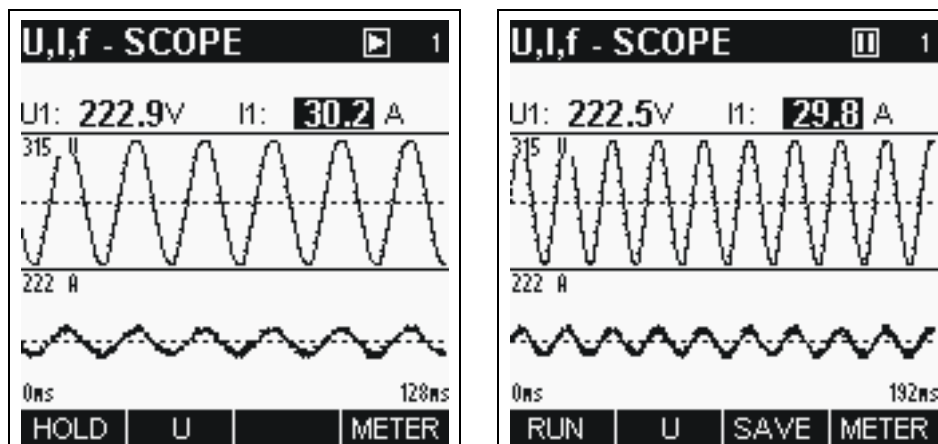 U,I,f - SCOPE 1
U1: 222.9V I1: 30.2 A
315 V
222 A
0ms 128ms
HOLD U METER
U,I,f - SCOPE 1
U1: 222.5V I1: 29.8 A
315 V
222 A
0ms 192ms
RUN U SAVE METER